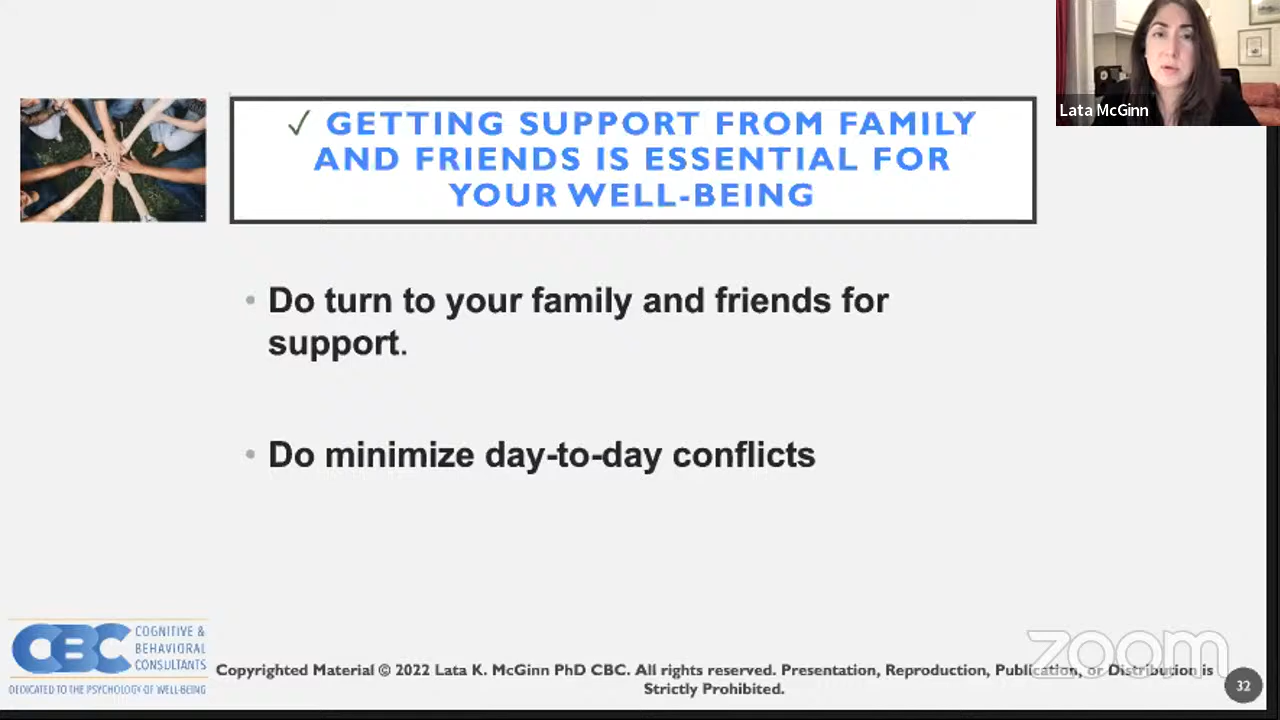 Lata McGinn
✓ GETTING SUPPORT FROM FAMILY
AND FRIENDS IS ESSENTIAL FOR
YOUR WELL-BEING
• Do turn to your family and friends for
support.
• Do minimize day-to-day conflicts
CBC
COGNITIVE &
BEHAVIORAL
CONSULTANTS
DEDICATED TO THE PSYCHOLOGY OF WELL-BEING
Copyrighted Material © 2022 Lata K. McGinn PhD CBC. All rights reserved. Presentation, Reproduction, Publication, or Distribution is
Strictly Prohibited.
zoom
32